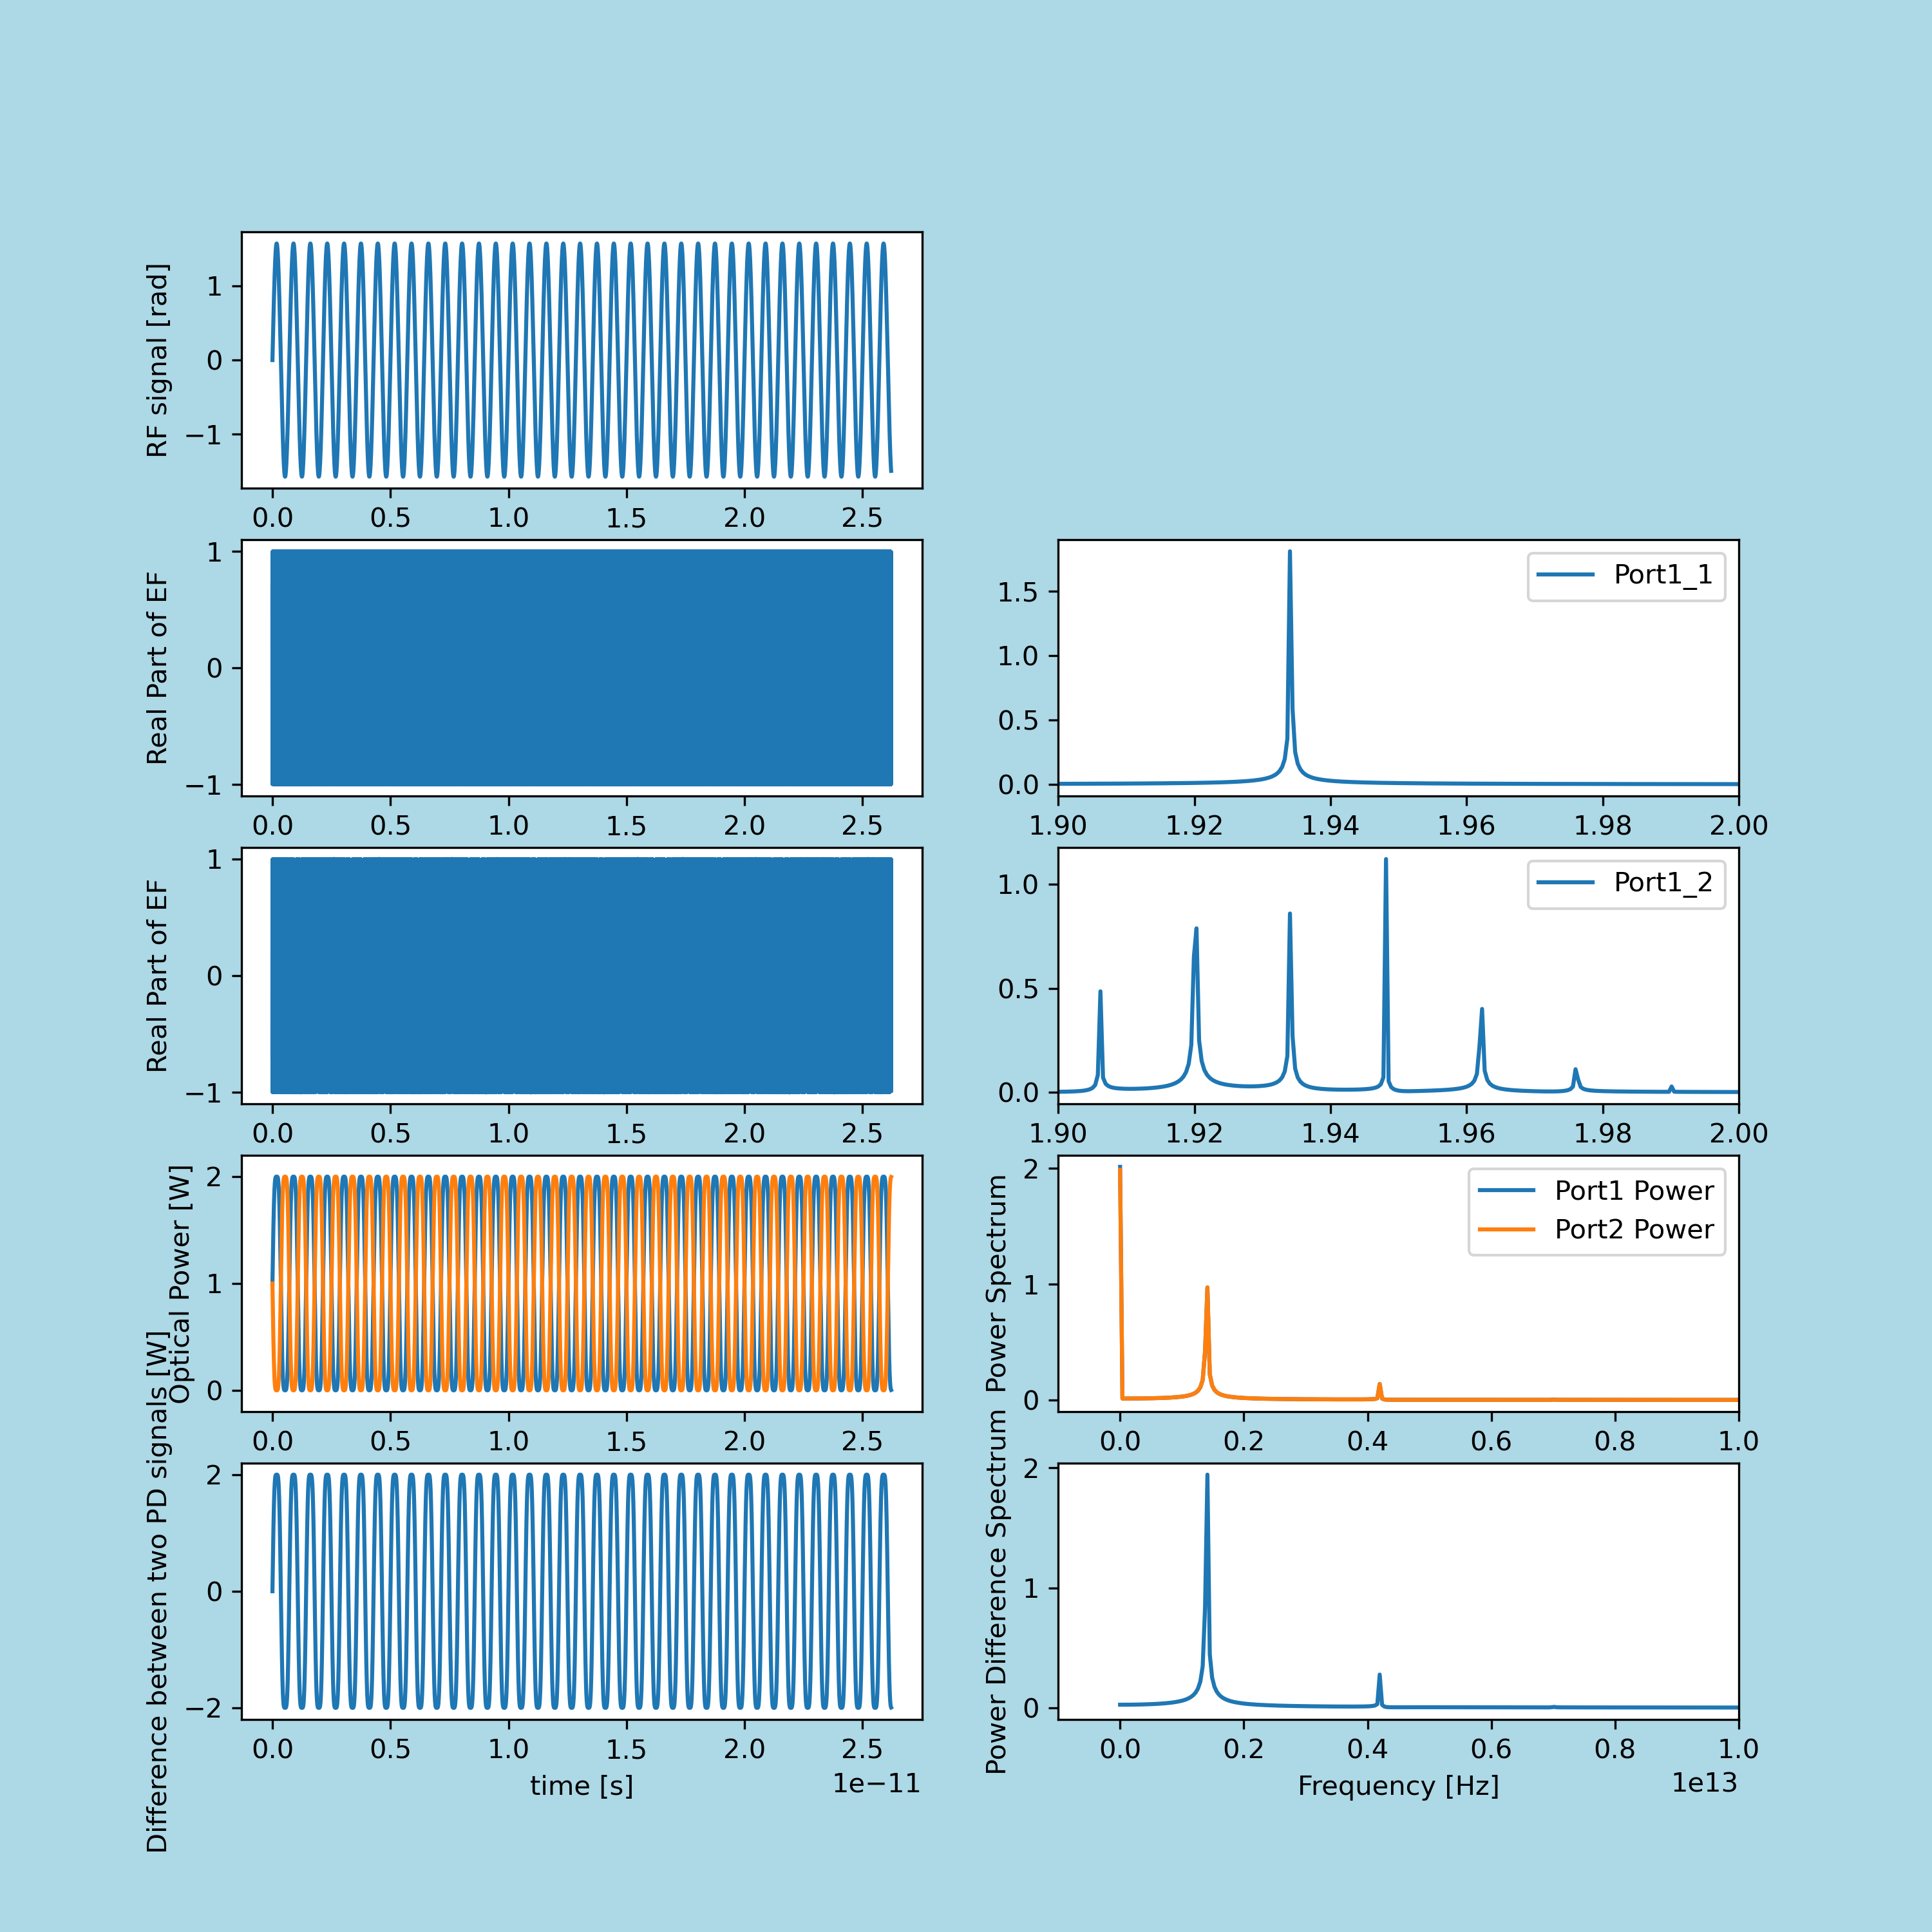 RF signal [rad]
1
0
−1
0.0 0.5 1.0 1.5 2.0 2.5
Real Part of EF
1
0
−1
0.0 0.5 1.0 1.5 2.0 2.5
Port1_1
1.5
1.0
0.5
0.0
1.90 1.92 1.94 1.96 1.98 2.00
Real Part of EF
1
0
−1
0.0 0.5 1.0 1.5 2.0 2.5
Port1_2
1.0
0.5
0.0
1.90 1.92 1.94 1.96 1.98 2.00
Optical Power [W]
2
1
0
0.0 0.5 1.0 1.5 2.0 2.5
Power Spectrum
2
1
0
Port1 Power
Port2 Power
0.0 0.2 0.4 0.6 0.8 1.0
Difference between two PD signals [W]
2
0
−2
0.0 0.5 1.0 1.5 2.0 2.5
time [s]
1e−11
Power Difference Spectrum
2
1
0
0.0 0.2 0.4 0.6 0.8 1.0
Frequency [Hz]
1e13